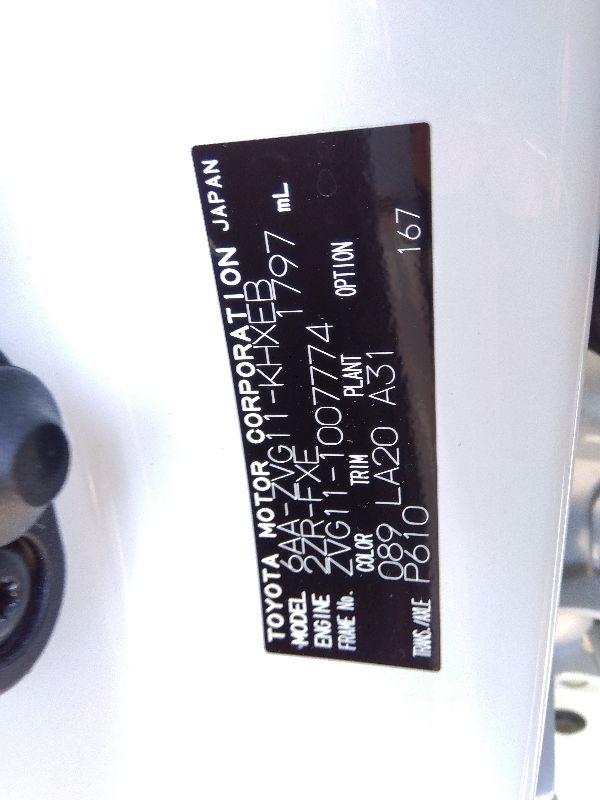 TOYOTA MOTOR CORPORATION JAPAN
MODEL 6AA-ZVG11-KHXEB
ENGINE 2ZR-FXE 1797 mL
FRAME No. ZVG11-1007774
COLOR TRIM PLANT OPTION
089 LA20 A31
TRANS./AXLE P610 167